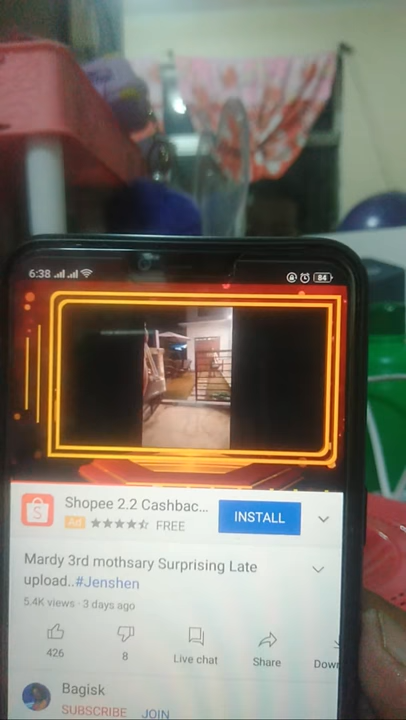 6:38
84
Shopee 2.2 Cashbac...
Ad FREE
INSTALL
Mardy 3rd mothsary Surprising Late
upload..#Jenshen
5.4K views · 3 days ago
426
8
Live chat
Share
Down
Bagisk
SUBSCRIBE JOIN